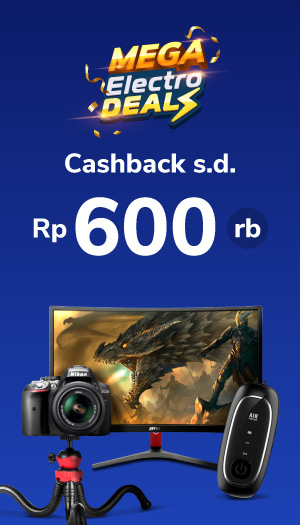 MEGA
Electro
DEALS
Cashback s.d.
Rp 600 rb
Nikon
AIR
msi